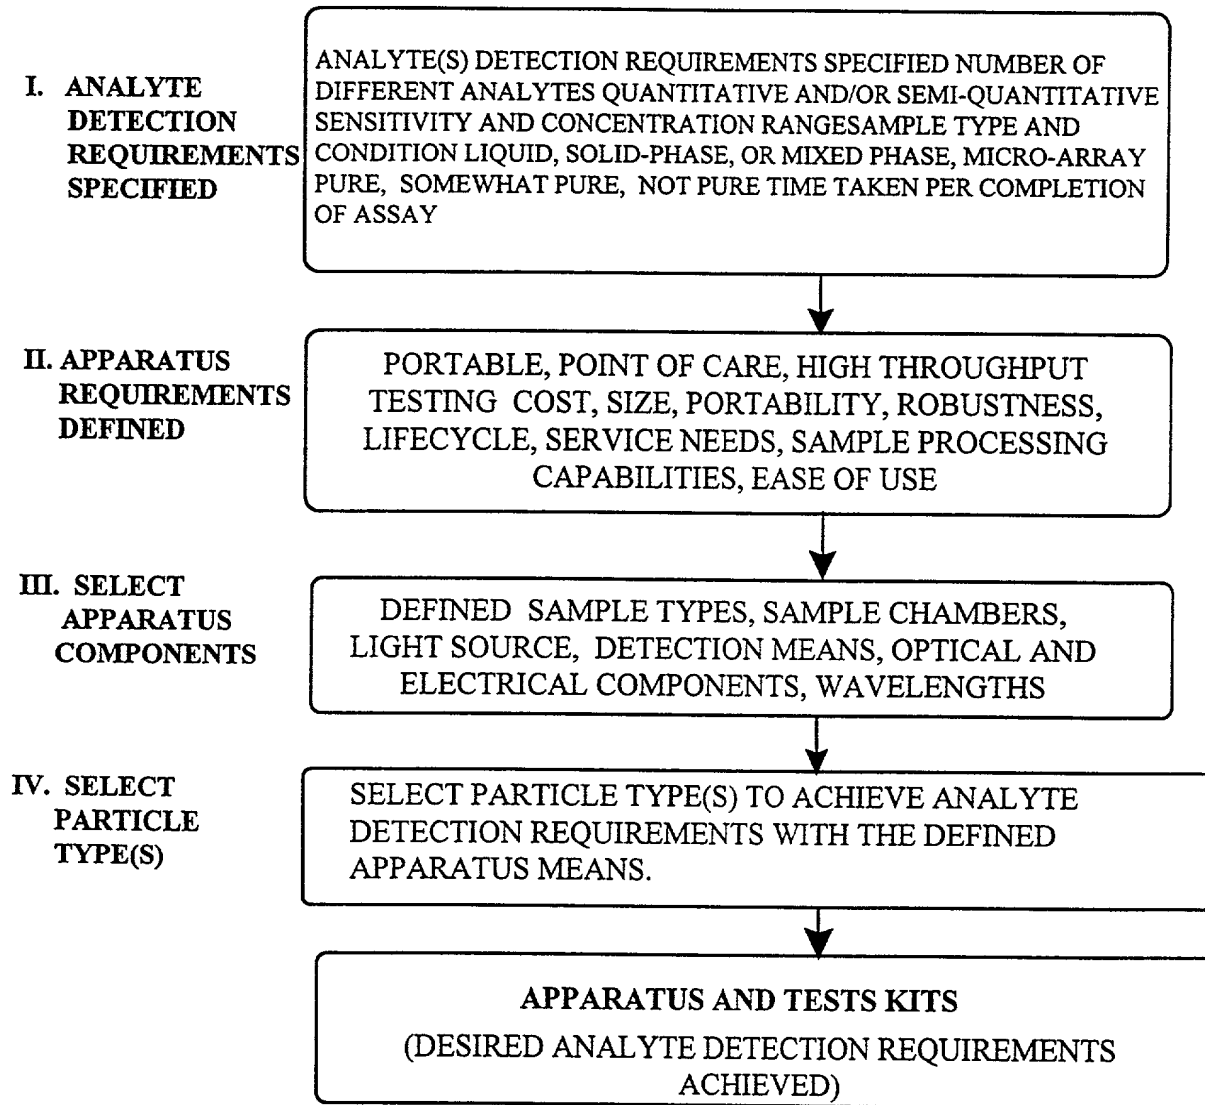 I. ANALYTE
DETECTION
REQUIREMENTS
SPECIFIED
ANALYTE(S) DETECTION REQUIREMENTS SPECIFIED NUMBER OF
DIFFERENT ANALYTES QUANTITATIVE AND/OR SEMI-QUANTITATIVE
SENSITIVITY AND CONCENTRATION RANGESAMPLE TYPE AND
CONDITION LIQUID, SOLID-PHASE, OR MIXED PHASE, MICRO-ARRAY
PURE, SOMEWHAT PURE, NOT PURE TIME TAKEN PER COMPLETION
OF ASSAY
II. APPARATUS
REQUIREMENTS
DEFINED
PORTABLE, POINT OF CARE, HIGH THROUGHPUT
TESTING COST, SIZE, PORTABILITY, ROBUSTNESS,
LIFECYCLE, SERVICE NEEDS, SAMPLE PROCESSING
CAPABILITIES, EASE OF USE
III. SELECT
APPARATUS
COMPONENTS
DEFINED SAMPLE TYPES, SAMPLE CHAMBERS,
LIGHT SOURCE, DETECTION MEANS, OPTICAL AND
ELECTRICAL COMPONENTS, WAVELENGTHS
IV. SELECT
PARTICLE
TYPE(S)
SELECT PARTICLE TYPE(S) TO ACHIEVE ANALYTE
DETECTION REQUIREMENTS WITH THE DEFINED
APPARATUS MEANS.
APPARATUS AND TESTS KITS
(DESIRED ANALYTE DETECTION REQUIREMENTS
ACHIEVED)